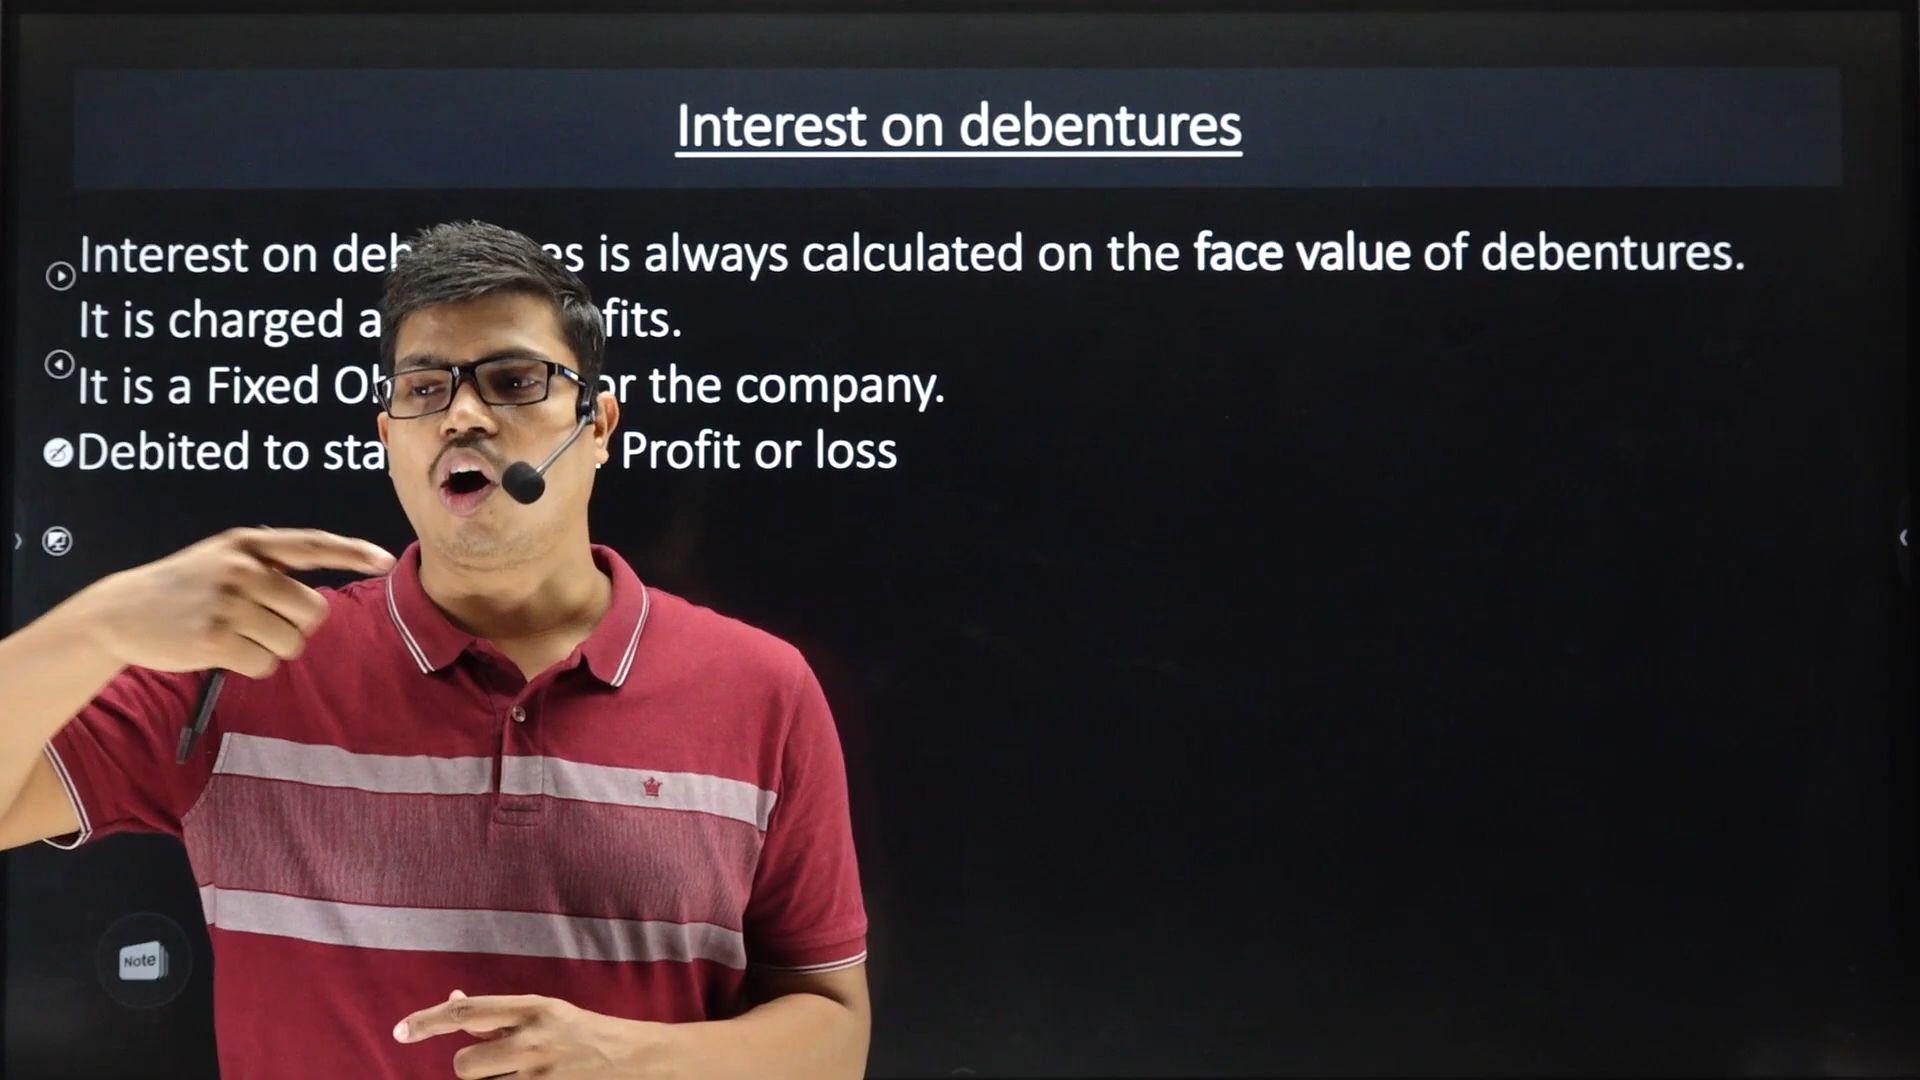 Interest on debentures
Interest on deb es is always calculated on the face value of debentures.
It is charged a fits.
It is a Fixed Ob or the company.
Debited to sta Profit or loss
Note